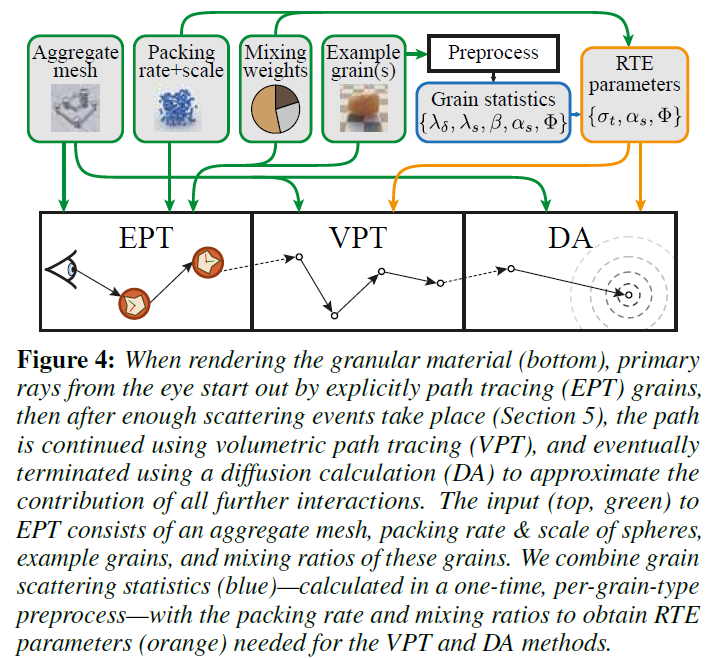 Aggregate mesh
Packing rate+scale
Mixing weights
Example grain(s)
Preprocess
Grain statistics
{λ_δ, λ_s, β, α_s, Φ}
RTE parameters
{σ_t, α_s, Φ}
EPT
VPT
DA
Figure 4: When rendering the granular material (bottom), primary
rays from the eye start out by explicitly path tracing (EPT) grains,
then after enough scattering events take place (Section 5), the path
is continued using volumetric path tracing (VPT), and eventually
terminated using a diffusion calculation (DA) to approximate the
contribution of all further interactions. The input (top, green) to
EPT consists of an aggregate mesh, packing rate & scale of spheres,
example grains, and mixing ratios of these grains. We combine grain
scattering statistics (blue)—calculated in a one-time, per-grain-type
preprocess—with the packing rate and mixing ratios to obtain RTE
parameters (orange) needed for the VPT and DA methods.